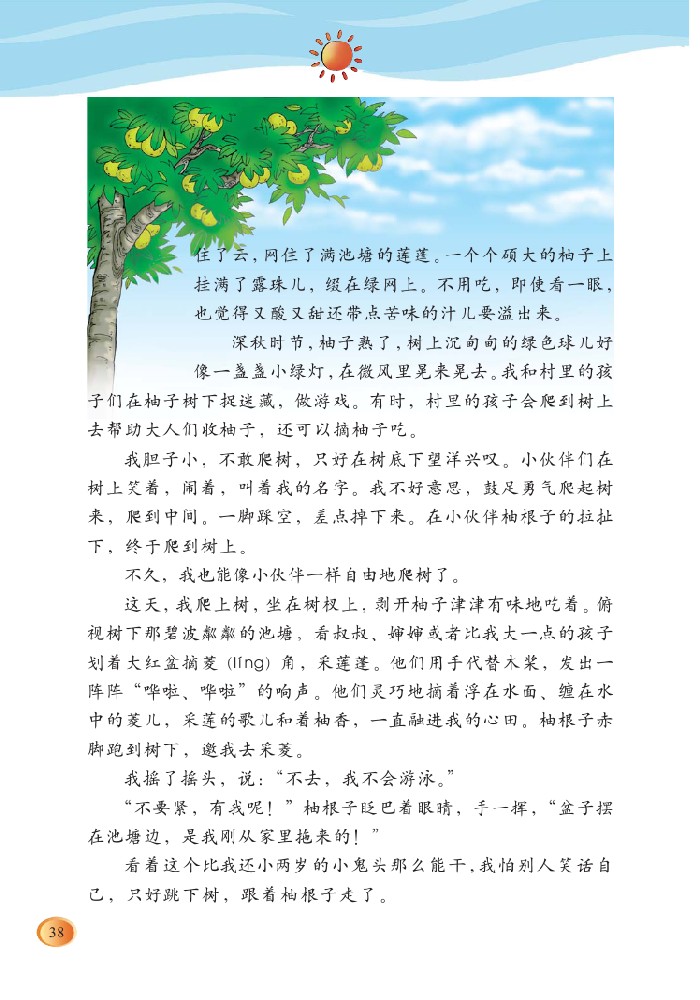 住了云，网住了满池塘的莲蓬。一个个硕大的柚子上
挂满了露珠儿，缀在绿网上。不用吃，即使看一眼，
也觉得又酸又甜还带点苦味的汁儿要溢出来。
深秋时节，柚子熟了，树上沉甸甸的绿色球儿好
像一盏盏小绿灯，在微风里晃来晃去。我和村里的孩
子们在柚子树下捉迷藏，做游戏。有时，村里的孩子会爬到树上
去帮助大人们收柚子，还可以摘柚子吃。
我胆子小，不敢爬树，只好在树底下望洋兴叹。小伙伴们在
树上笑着，闹着，叫着我的名字。我不好意思，鼓足勇气爬起树
来，爬到中间。一脚踩空，差点掉下来。在小伙伴柚根子的拉扯
下，终于爬到树上。
不久，我也能像小伙伴一样自由地爬树了。
这天，我爬上树，坐在树杈上，剥开柚子津津有味地吃着。俯
视树下那碧波粼粼的池塘，看叔叔、婶婶或者比我大一点的孩子
划着大红盆摘菱 (líng) 角，采莲蓬。他们用手代替木桨，发出一
阵阵“哗啦、哗啦”的响声。他们灵巧地摘着浮在水面、缠在水
中的菱儿，采莲的歌儿和着柚香，一直融进我的心田。柚根子赤
脚跑到树下，邀我去采菱。
我摇了摇头，说：“不去，我不会游泳。”
“不要紧，有我呢！”柚根子眨巴着眼睛，手一挥，“盆子摆
在池塘边，是我刚从家里拖来的！”
看着这个比我还小两岁的小鬼头那么能干，我怕别人笑话自
己，只好跳下树，跟着柚根子走了。
38